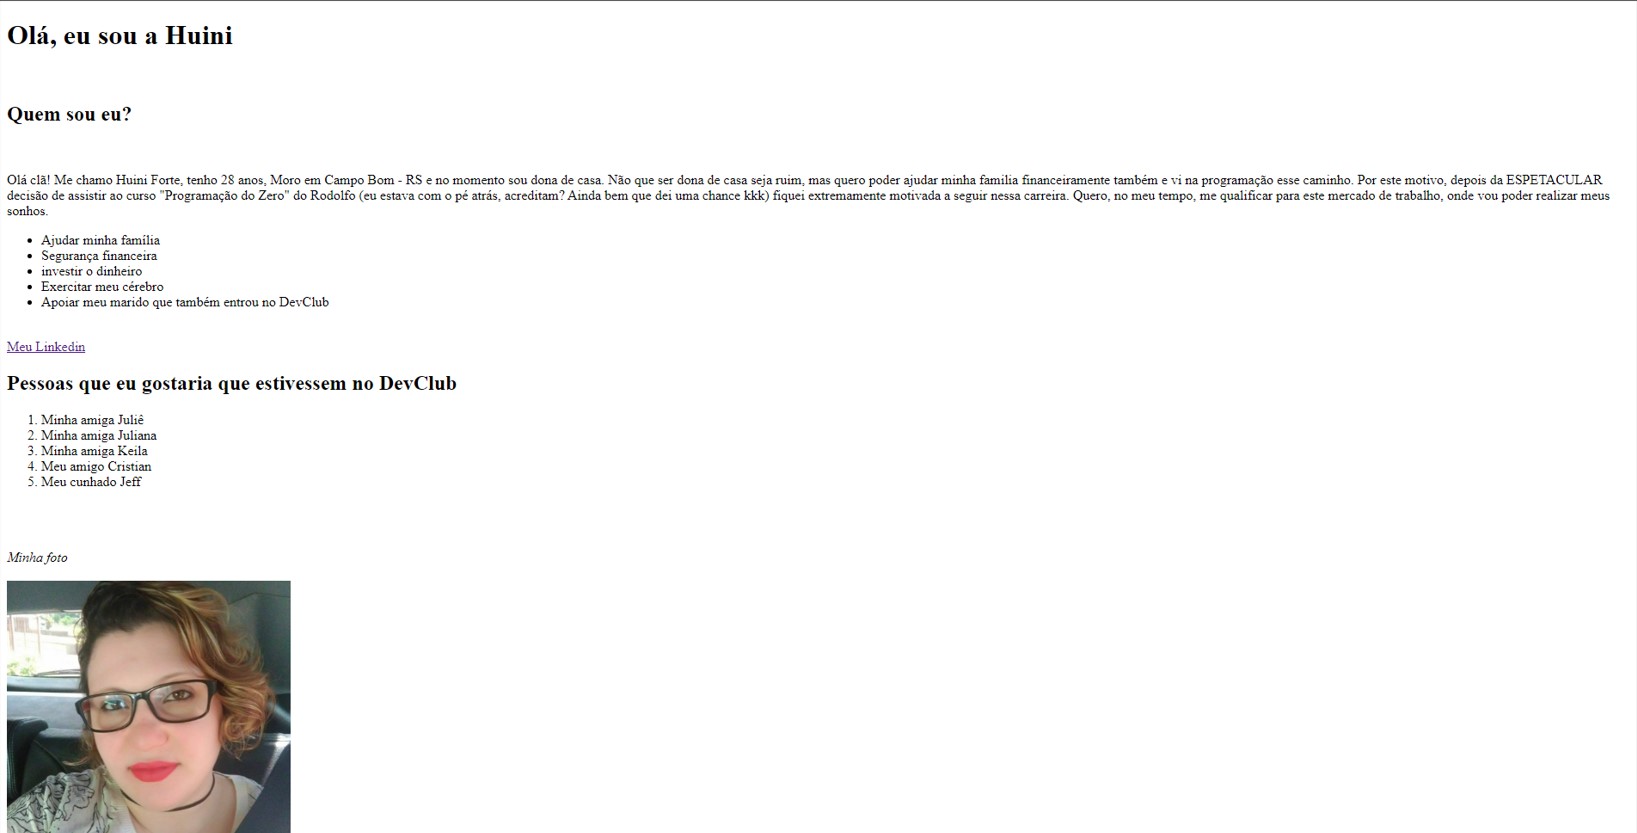 Olá, eu sou a Huini
Quem sou eu?
Olá clã! Me chamo Huini Forte, tenho 28 anos, Moro em Campo Bom - RS e no momento sou dona de casa. Não que ser dona de casa seja ruim, mas quero poder ajudar minha familia financeiramente também e vi na programação esse caminho. Por este motivo, depois da ESPETACULAR
decisão de assistir ao curso "Programação do Zero" do Rodolfo (eu estava com o pé atrás, acreditam? Ainda bem que dei uma chance kkk) fiquei extremamente motivada a seguir nessa carreira. Quero, no meu tempo, me qualificar para este mercado de trabalho, onde vou poder realizar meus
sonhos.
• Ajudar minha família
• Segurança financeira
• investir o dinheiro
• Exercitar meu cérebro
• Apoiar meu marido que também entrou no DevClub
Meu Linkedin
Pessoas que eu gostaria que estivessem no DevClub
1. Minha amiga Juliê
2. Minha amiga Juliana
3. Minha amiga Keila
4. Meu amigo Cristian
5. Meu cunhado Jeff
Minha foto